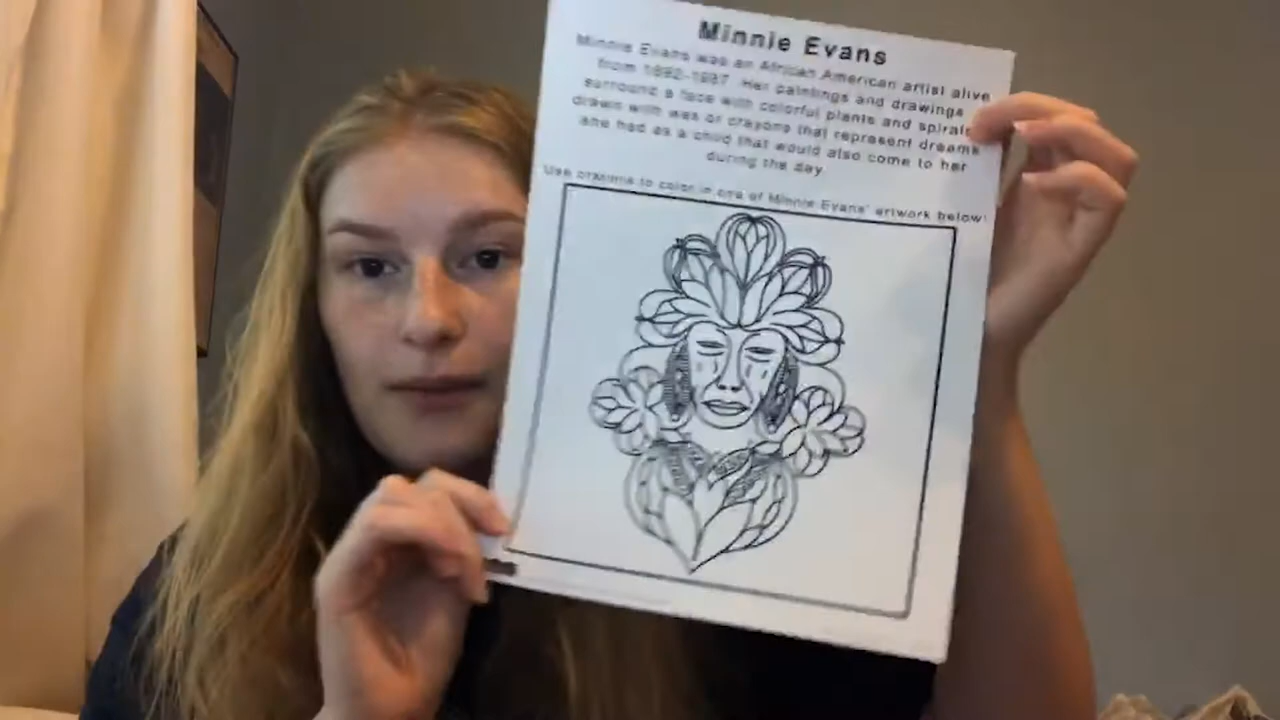 Minnie Evans
Minnie Evans was an African American artist alive
from 1892-1987. Her paintings and drawings
surround a face with colorful plants and spirals
drawn with wax or crayons that represent dreams
she had as a child that would also come to her
during the day.
Use crayons to color in one of Minnie Evans' artwork below!